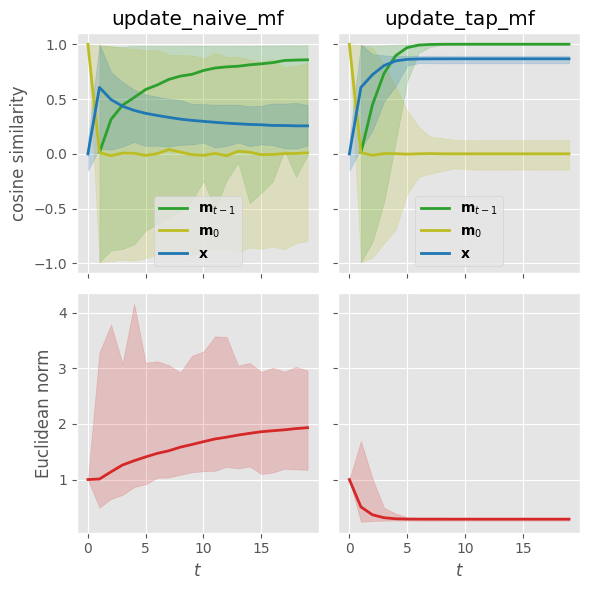 update_naive_mf
update_tap_mf
cosine similarity
1.0
0.5
0.0
−0.5
−1.0
m_{t−1}
m_0
x
m_{t−1}
m_0
x
Euclidean norm
4
3
2
1
0 5 10 15
0 5 10 15
t
t